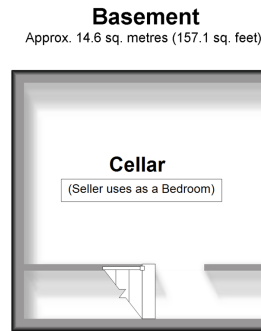 Basement
Approx. 14.6 sq. metres (157.1 sq. feet)
Cellar
(Seller uses as a Bedroom)